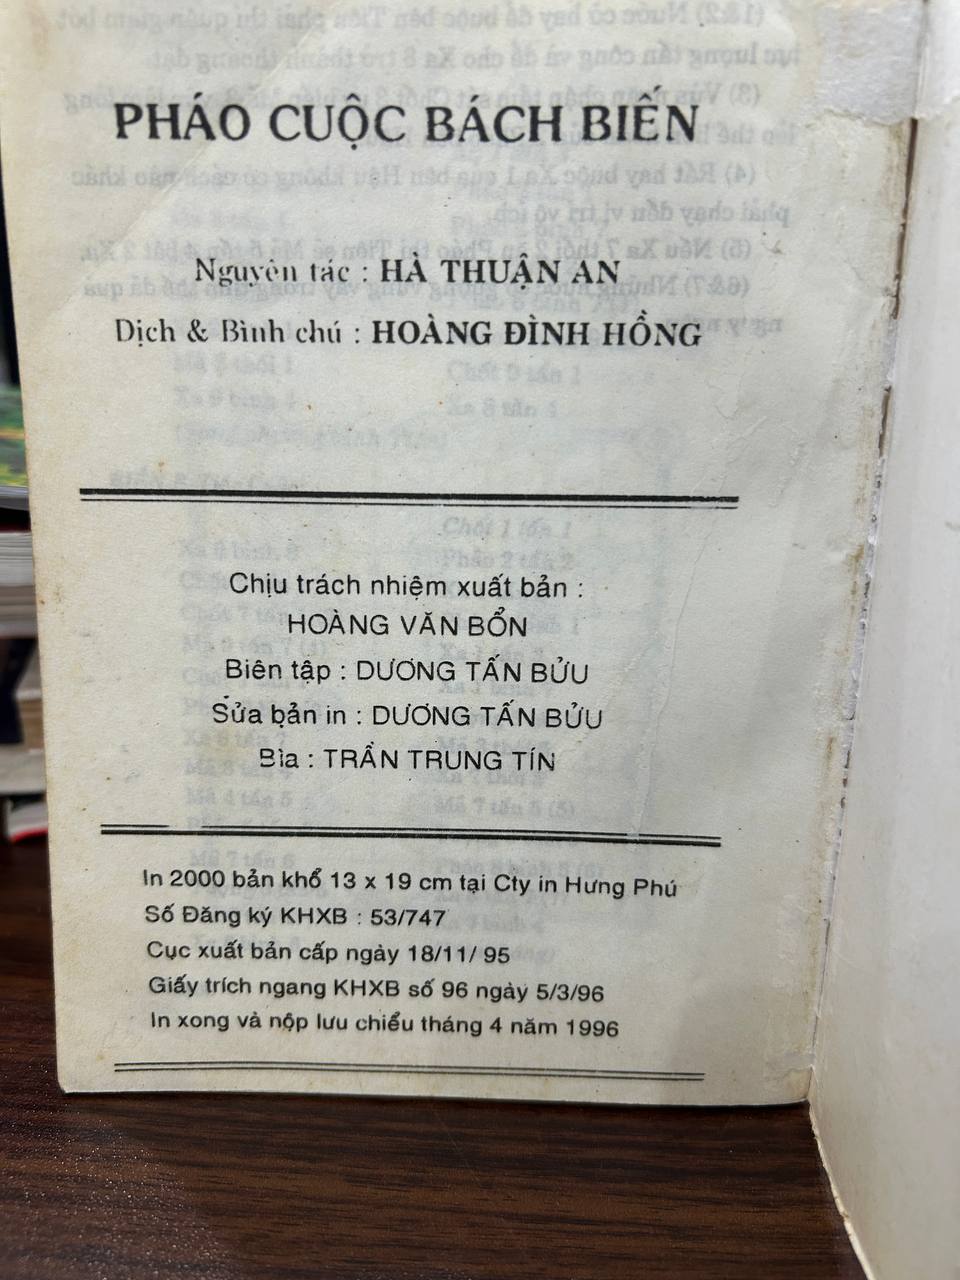 PHÁO CUỘC BÁCH BIẾN
Nguyên tác : HÀ THUẬN AN
Dịch & Bình chú : HOÀNG ĐÌNH HỒNG
Chịu trách nhiệm xuất bản :
HOÀNG VĂN BỔN
Biên tập : DƯƠNG TẤN BỬU
Sửa bản in : DƯƠNG TẤN BỬU
Bìa : TRẦN TRUNG TÍN
In 2000 bản khổ 13 x 19 cm tại Cty in Hưng Phú
Số Đăng ký KHXB : 53/747
Cục xuất bản cấp ngày 18/11/ 95
Giấy trích ngang KHXB số 96 ngày 5/3/96
In xong và nộp lưu chiểu tháng 4 năm 1996